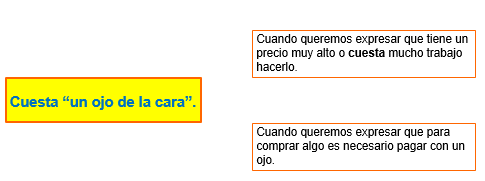 Cuando queremos expresar que tiene un
precio muy alto o cuesta mucho trabajo
hacerlo.
Cuesta “un ojo de la cara”.
Cuando queremos expresar que para
comprar algo es necesario pagar con un
ojo.